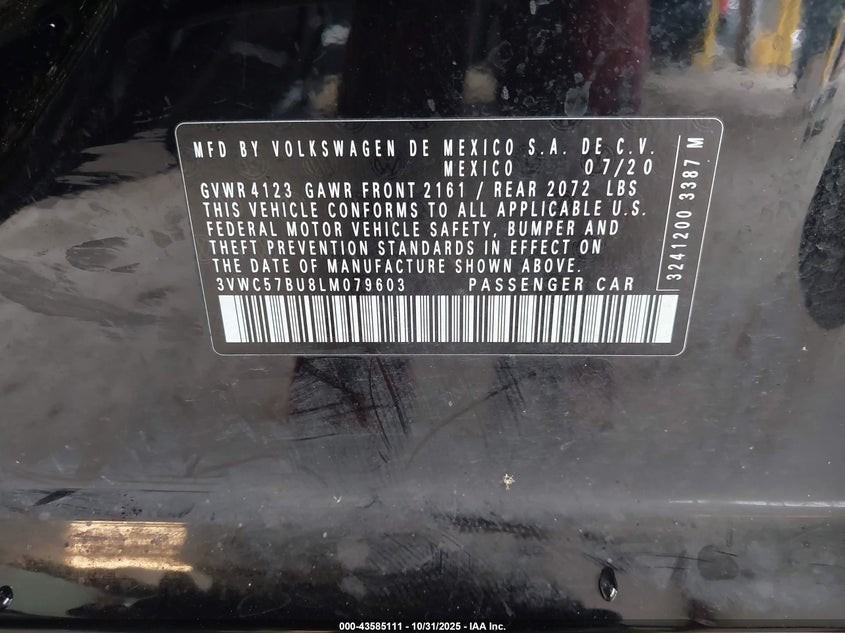 MFD BY VOLKSWAGEN DE MEXICO S.A. DE C.V.
MEXICO 07/20
GVWR 4123 GAWR FRONT 2161 / REAR 2072 LBS
THIS VEHICLE CONFORMS TO ALL APPLICABLE U.S.
FEDERAL MOTOR VEHICLE SAFETY, BUMPER AND
THEFT PREVENTION STANDARDS IN EFFECT ON
THE DATE OF MANUFACTURE SHOWN ABOVE.
3VWC57BU8LM079603 PASSENGER CAR
3241200 3387 M
000-43585111 - 10/31/2025 - IAA Inc.